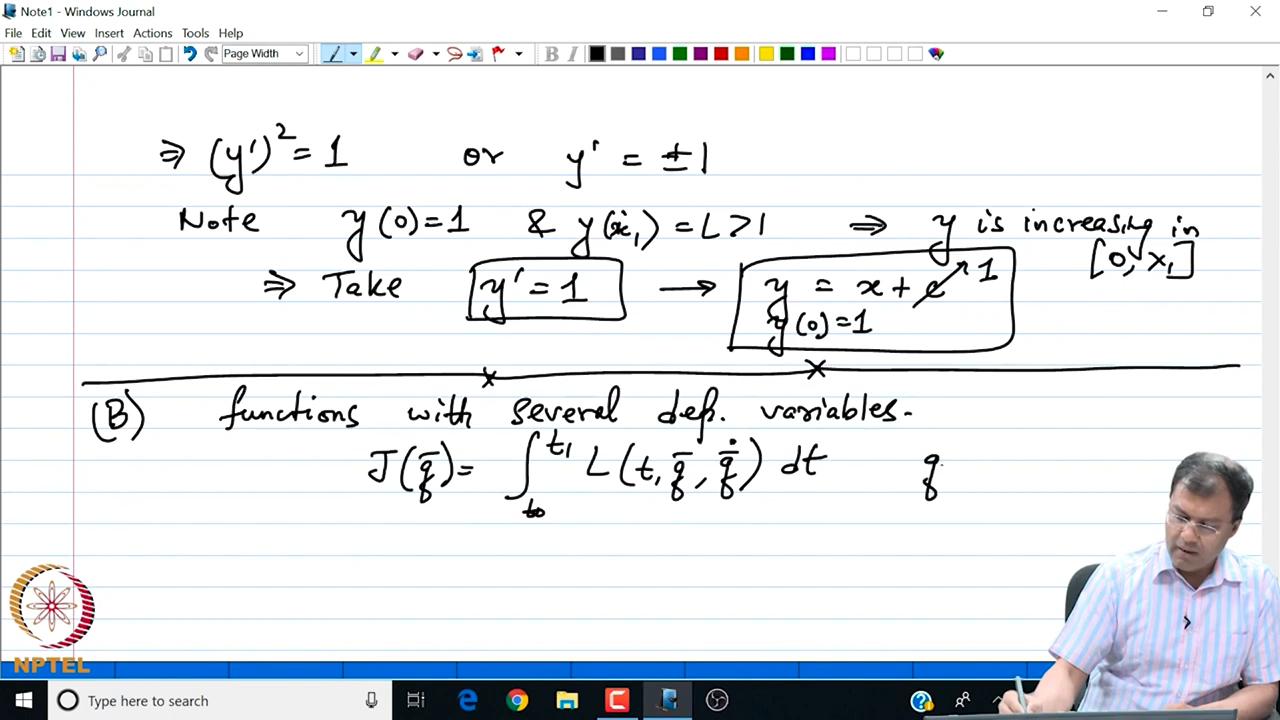 Note1 - Windows Journal
File Edit View Insert Actions Tools Help
Page Width
⇒ (y')² = 1 or y' = ±1
Note y(0)=1 & y(x₁) = L > 1 ⇒ y is increasing in [0, x₁]
⇒ Take y' = 1 → y = x + c↗1
y(0)=1
(B) functions with several dep. variables.
J(q̄) = ∫_{t₀}^{t₁} L(t, q̄, q̄̇) dt q
NPTEL
Type here to search